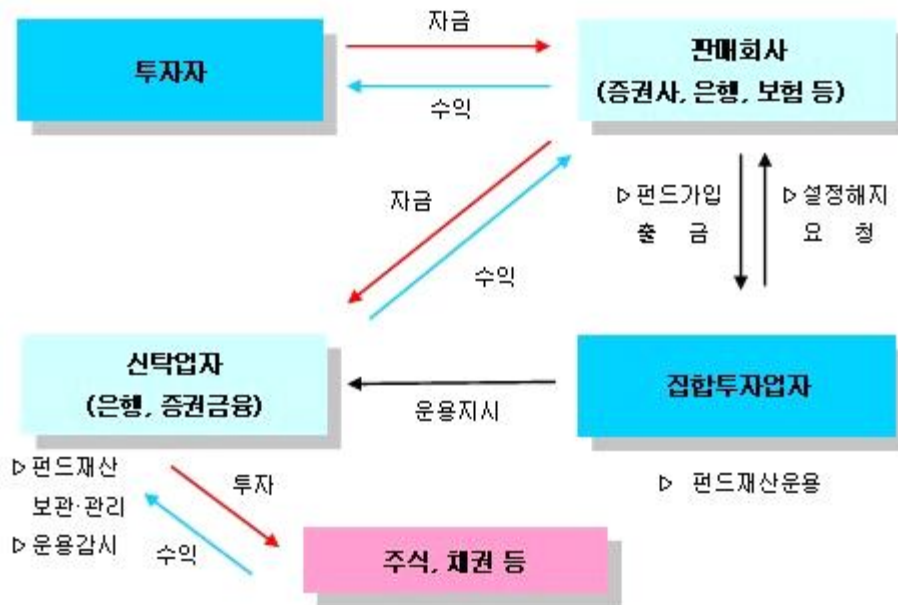 자금
투자자
판매회사
(증권사, 은행, 보험 등)
수익
자금
▷펀드가입
출 금
▷설정해지
요 청
수익
신탁업자
(은행, 증권금융)
운용지시
집합투자업자
▷펀드재산
보관·관리
▷운용감시
투자
▷ 펀드재산운용
수익
주식, 채권 등